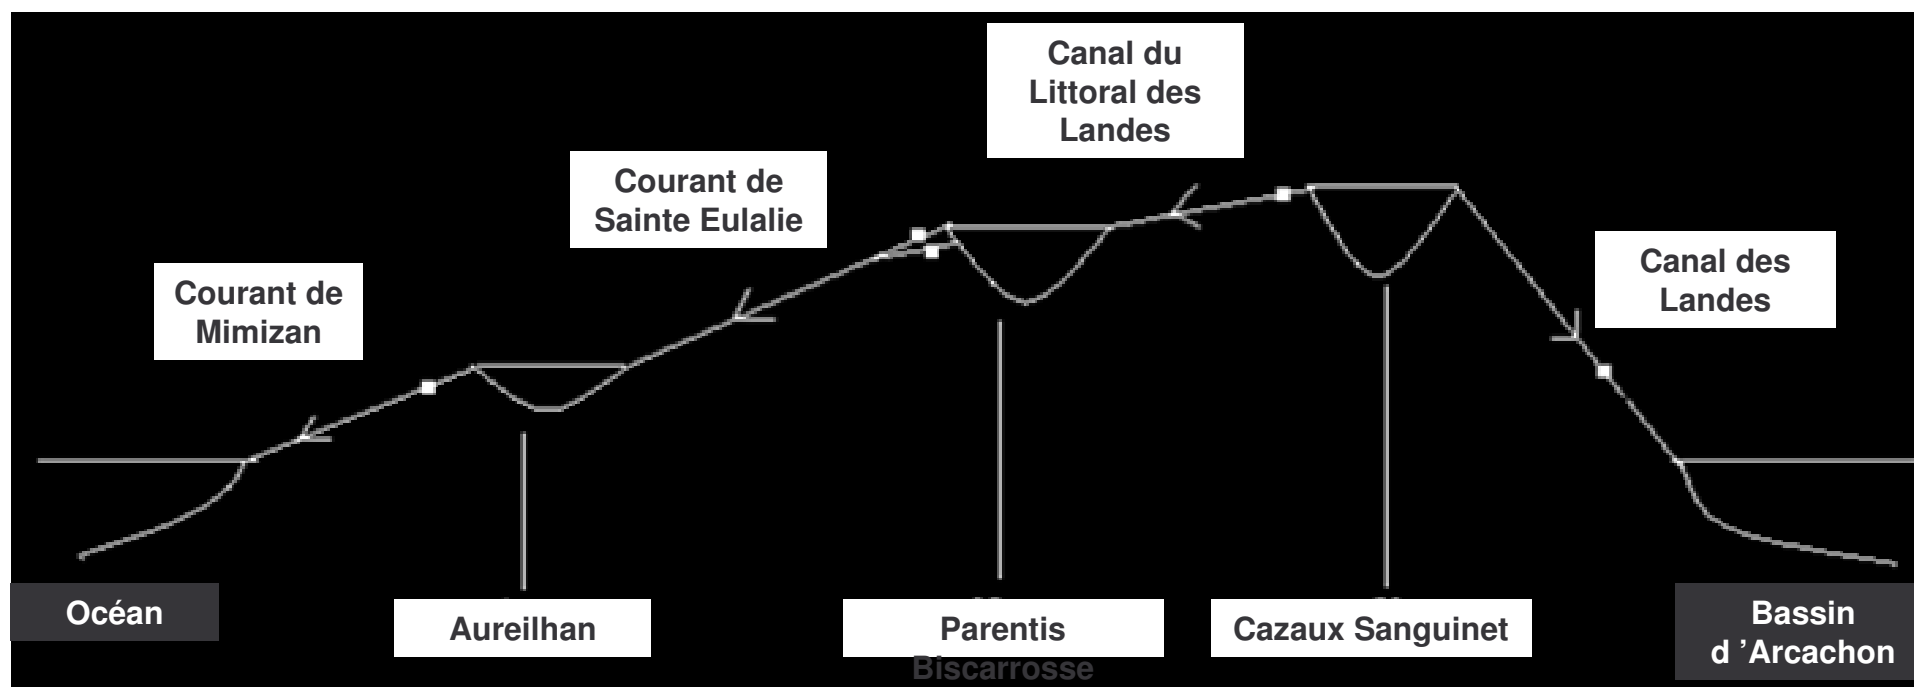 Canal du
Littoral des
Landes
Courant de
Sainte Eulalie
Canal des
Landes
Courant de
Mimizan
Océan
Aureilhan
Parentis
Biscarrosse
Cazaux Sanguinet
Bassin
d ’Arcachon